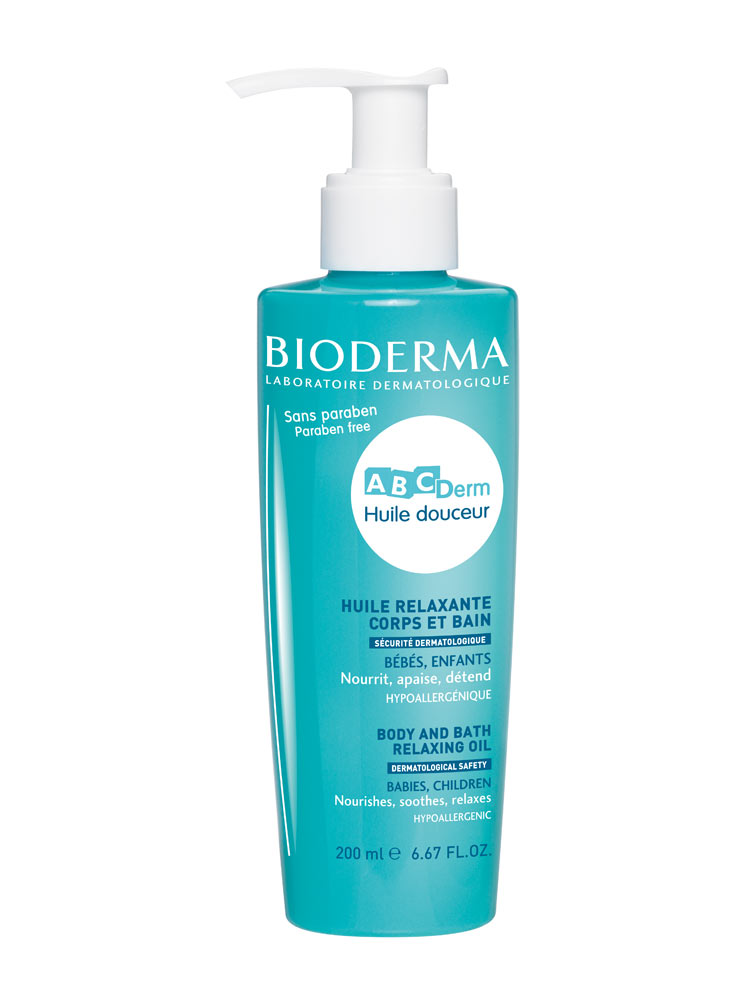 BIODERMA
LABORATOIRE DERMATOLOGIQUE
Sans paraben
Paraben free
ABCDerm
Huile douceur
HUILE RELAXANTE
CORPS ET BAIN
SÉCURITÉ DERMATOLOGIQUE
BÉBÉS, ENFANTS
Nourrit, apaise, détend
HYPOALLERGÉNIQUE
BODY AND BATH
RELAXING OIL
DERMATOLOGICAL SAFETY
BABIES, CHILDREN
Nourishes, soothes, relaxes
HYPOALLERGENIC
200 ml ℮ 6.67 FL.OZ.